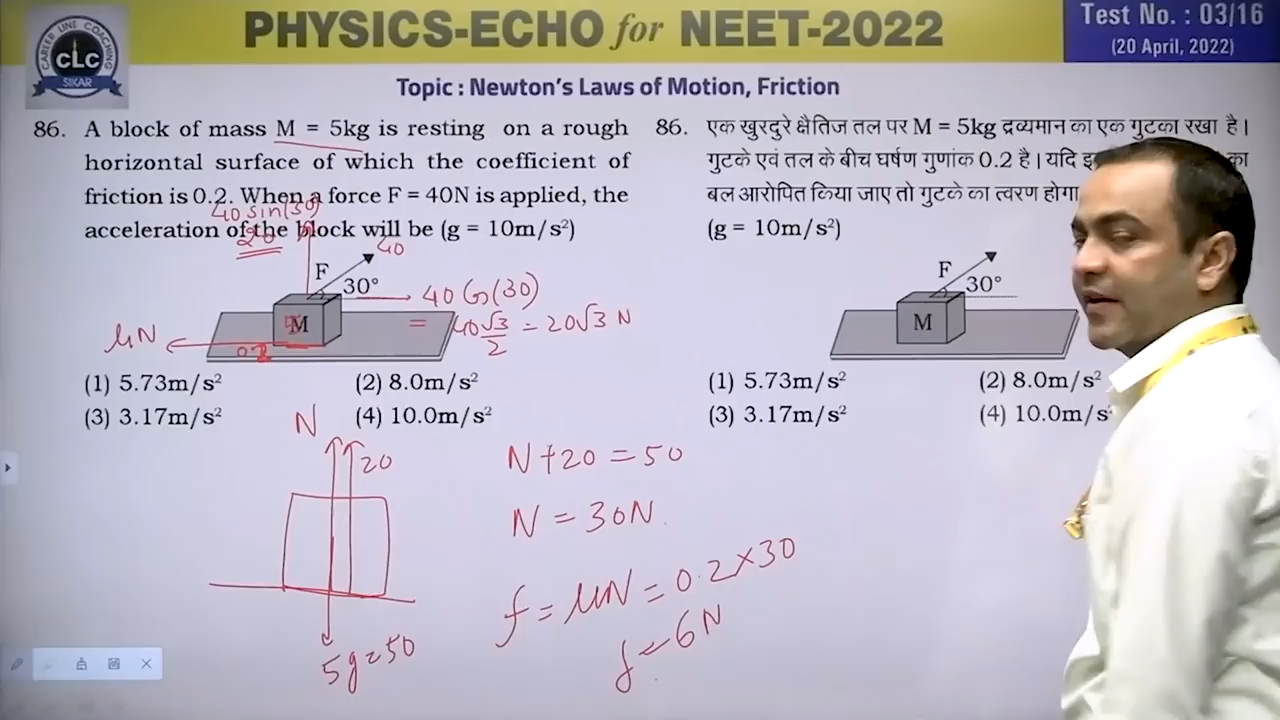 CAREER LINE COACHING
CLC
SIKAR
PHYSICS-ECHO for NEET-2022
Test No. : 03/16
(20 April, 2022)
Topic : Newton's Laws of Motion, Friction
86. A block of mass M = 5kg is resting on a rough
horizontal surface of which the coefficient of
friction is 0.2. When a force F = 40N is applied, the
acceleration of the block will be (g = 10m/s²)
40 sin(30)
20
40
F
30°
M
40 Cos(30)
= 40√3/2 = 20√3 N
μN
0.2
(1) 5.73m/s² (2) 8.0m/s²
(3) 3.17m/s² (4) 10.0m/s²
N
20
5g=50
N+20 = 50
N = 30N
f = μN = 0.2×30
f = 6N
86. एक खुरदुरे क्षैतिज तल पर M = 5kg द्रव्यमान का एक गुटका रखा है।
गुटके एवं तल के बीच घर्षण गुणांक 0.2 है। यदि का
बल आरोपित किया जाए तो गुटके का त्वरण होगा
(g = 10m/s²)
F
30°
M
(1) 5.73m/s² (2) 8.0m/s
(3) 3.17m/s² (4) 10.0m/s